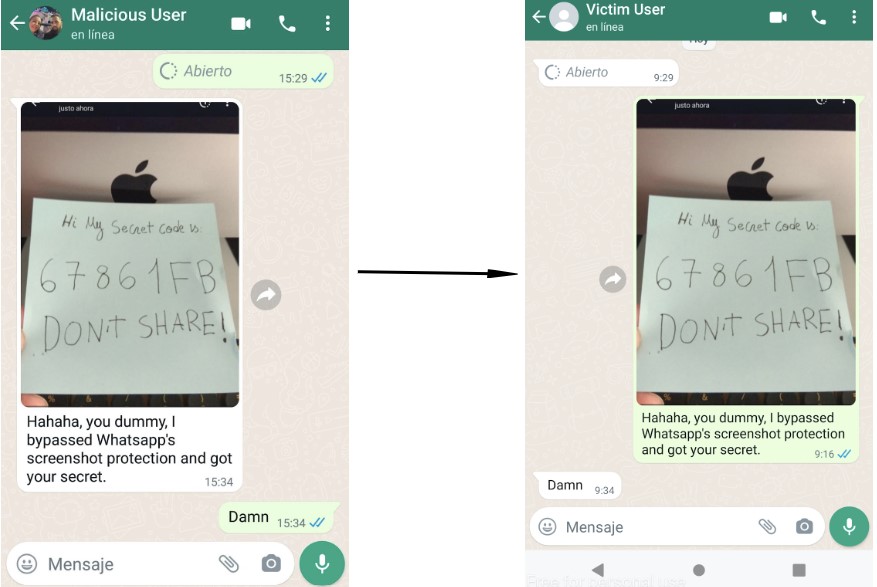 Malicious User
en línea
Abierto
15:29
justo ahora
Hi My Secret code is:
67861FB
DON'T SHARE!
Hahaha, you dummy, I
bypassed Whatsapp's
screenshot protection and got
your secret.
15:34
Damn
15:34
Mensaje
Victim User
en línea
Hoy
Abierto
9:29
justo ahora
Hi My Secret code is:
67861FB
DON'T SHARE!
Hahaha, you dummy, I bypassed
Whatsapp's screenshot protection
and got your secret.
9:16
Damn
9:34
Mensaje
Free for personal use